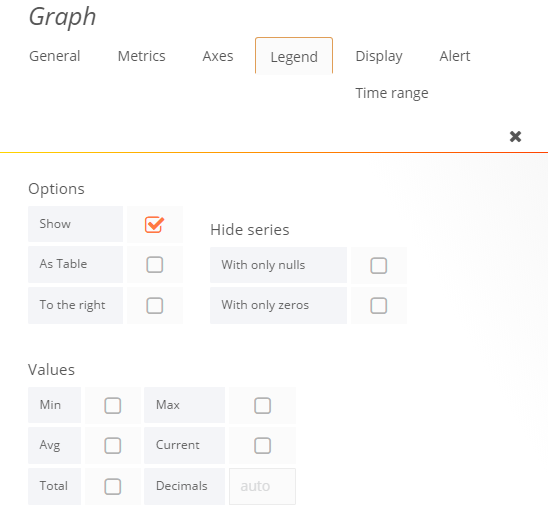 Graph
General Metrics Axes Legend Display Alert
Time range
Options
Show
Hide series
As Table With only nulls
To the right With only zeros
Values
Min Max
Avg Current
Total Decimals auto